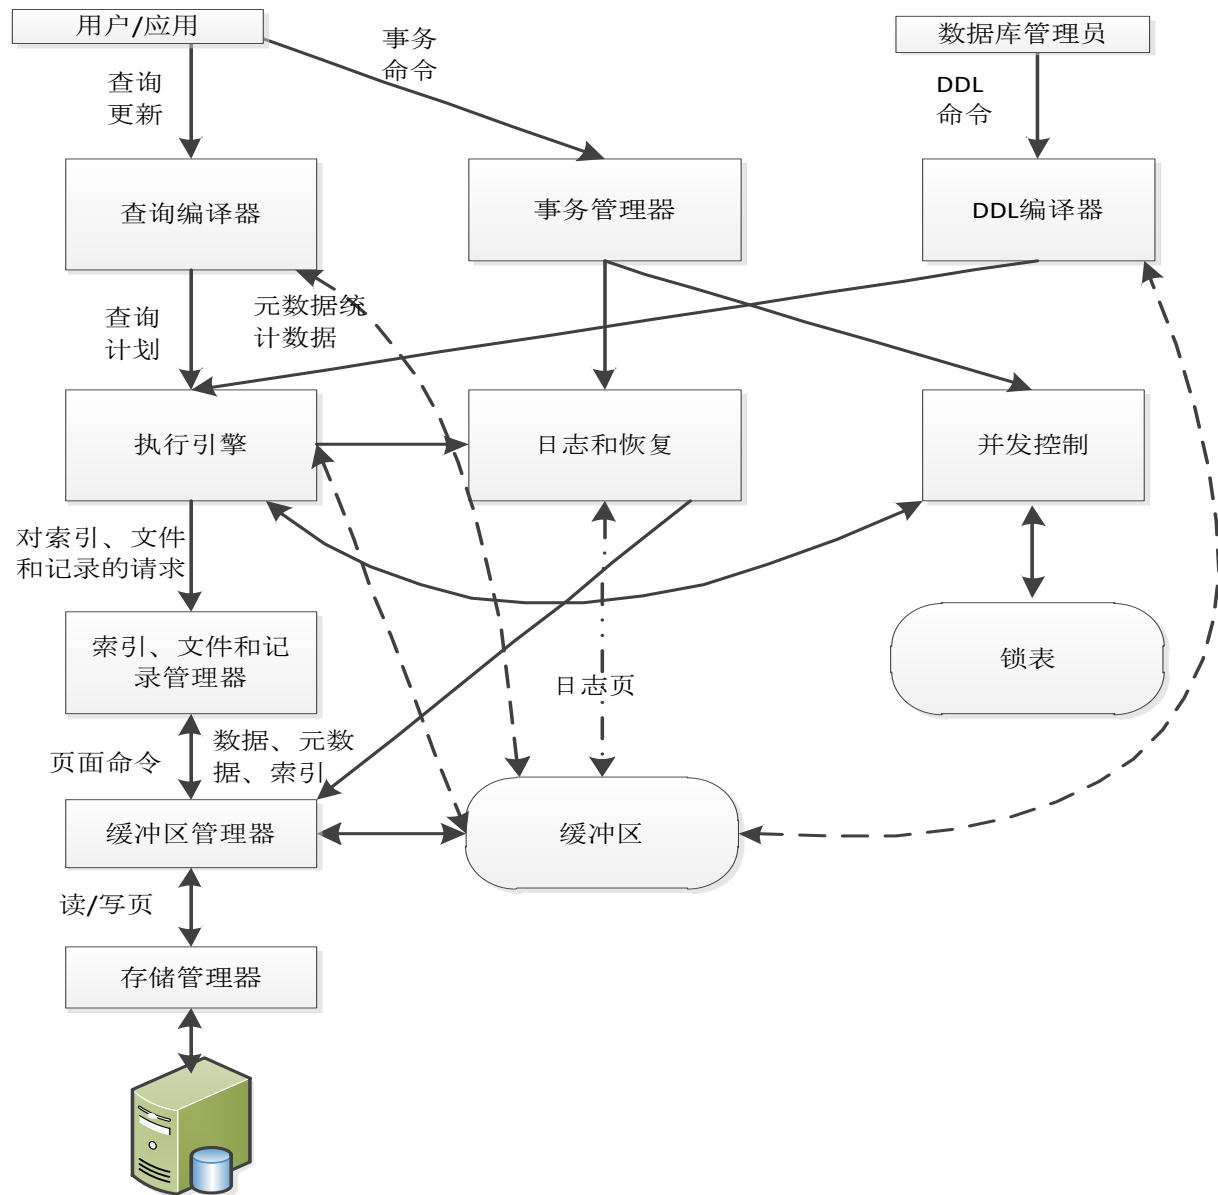 用户/应用
数据库管理员
事务
命令
查询
更新
DDL
命令
查询编译器
事务管理器
DDL编译器
元数据统
计数据
查询
计划
执行引擎
日志和恢复
并发控制
对索引、文件
和记录的请求
索引、文件和记
录管理器
锁表
日志页
页面命令
数据、元数
据、索引
缓冲区管理器
缓冲区
读/写页
存储管理器